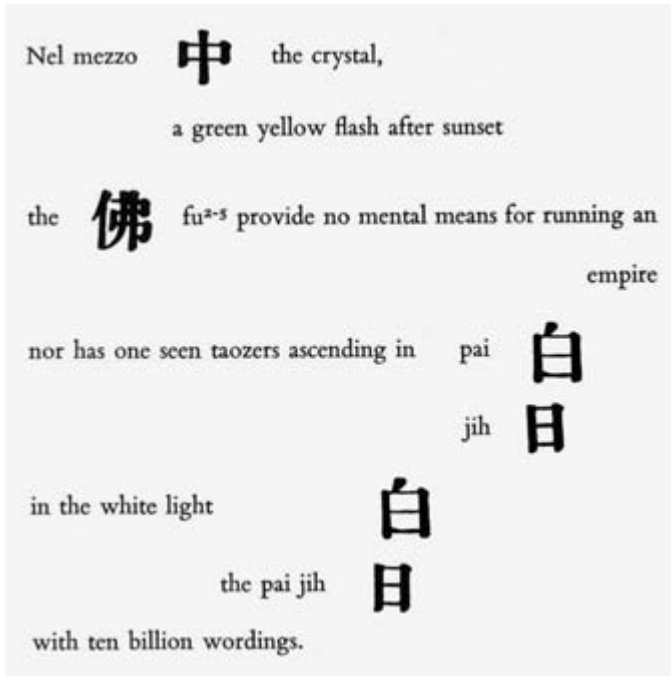 Nel mezzo 中 the crystal,
a green yellow flash after sunset
the 佛 fu²⁻⁵ provide no mental means for running an
empire
nor has one seen taozers ascending in pai 白
jih 日
in the white light 白
the pai jih 日
with ten billion wordings.